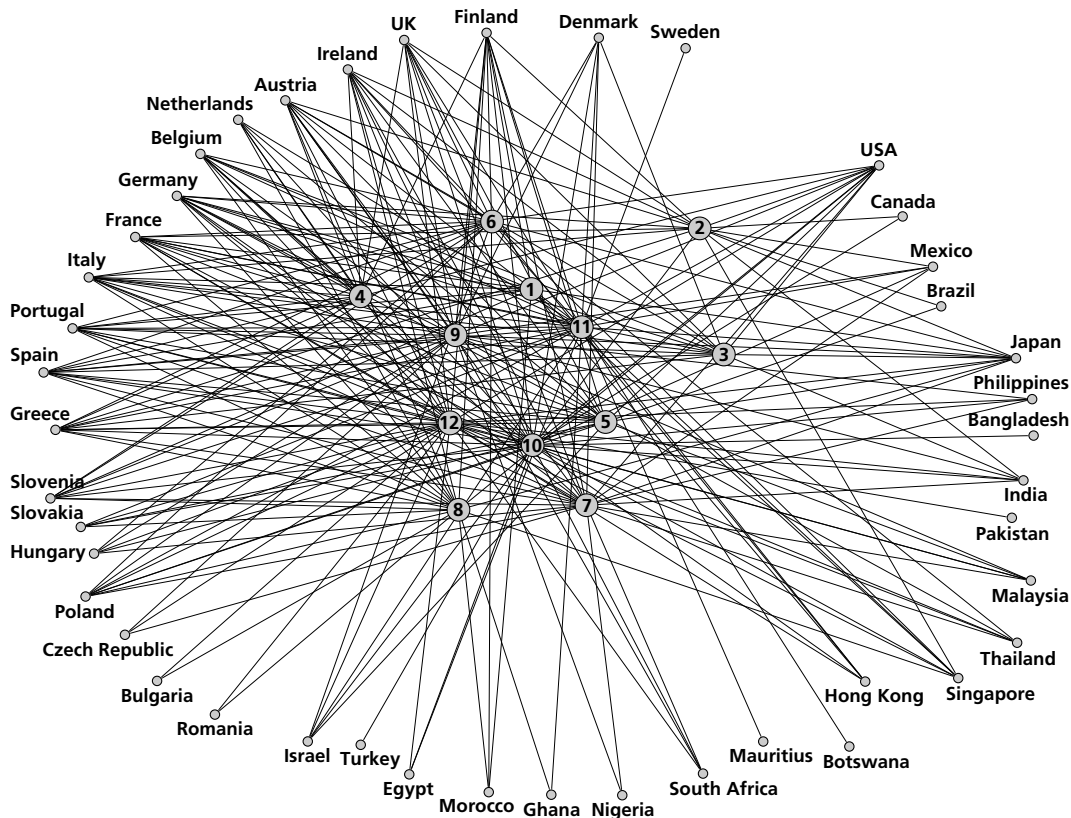 Finland
Denmark
UK
Sweden
Ireland
Austria
Netherlands
Belgium
USA
Germany
Canada
France
6
2
Mexico
Italy
1
Brazil
4
Portugal
11
9
Japan
3
Spain
Philippines
Greece
Bangladesh
12
5
10
Slovenia
India
8
7
Slovakia
Pakistan
Hungary
Malaysia
Poland
Czech Republic
Thailand
Bulgaria
Hong Kong
Singapore
Romania
Israel
Turkey
Mauritius
Botswana
Egypt
South Africa
Morocco
Ghana
Nigeria